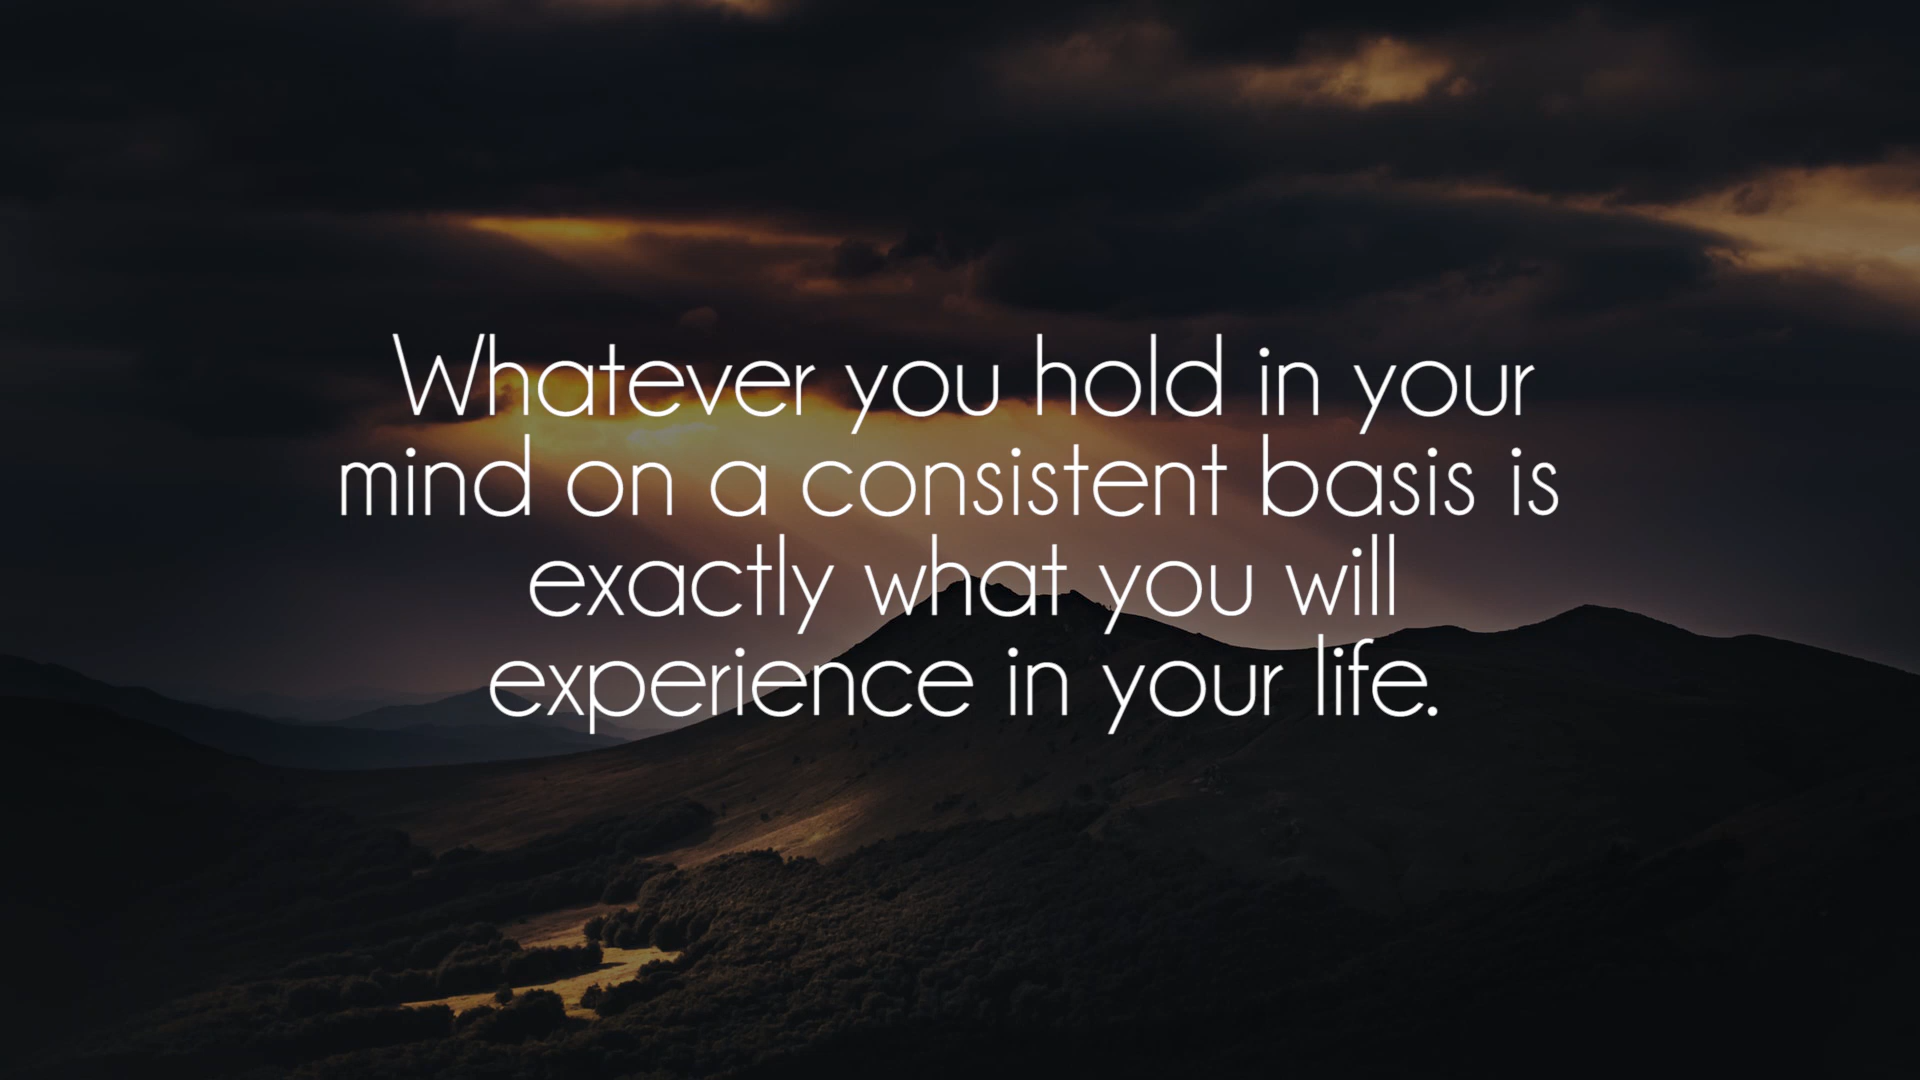 Whatever you hold in your
mind on a consistent basis is
exactly what you will
experience in your life.